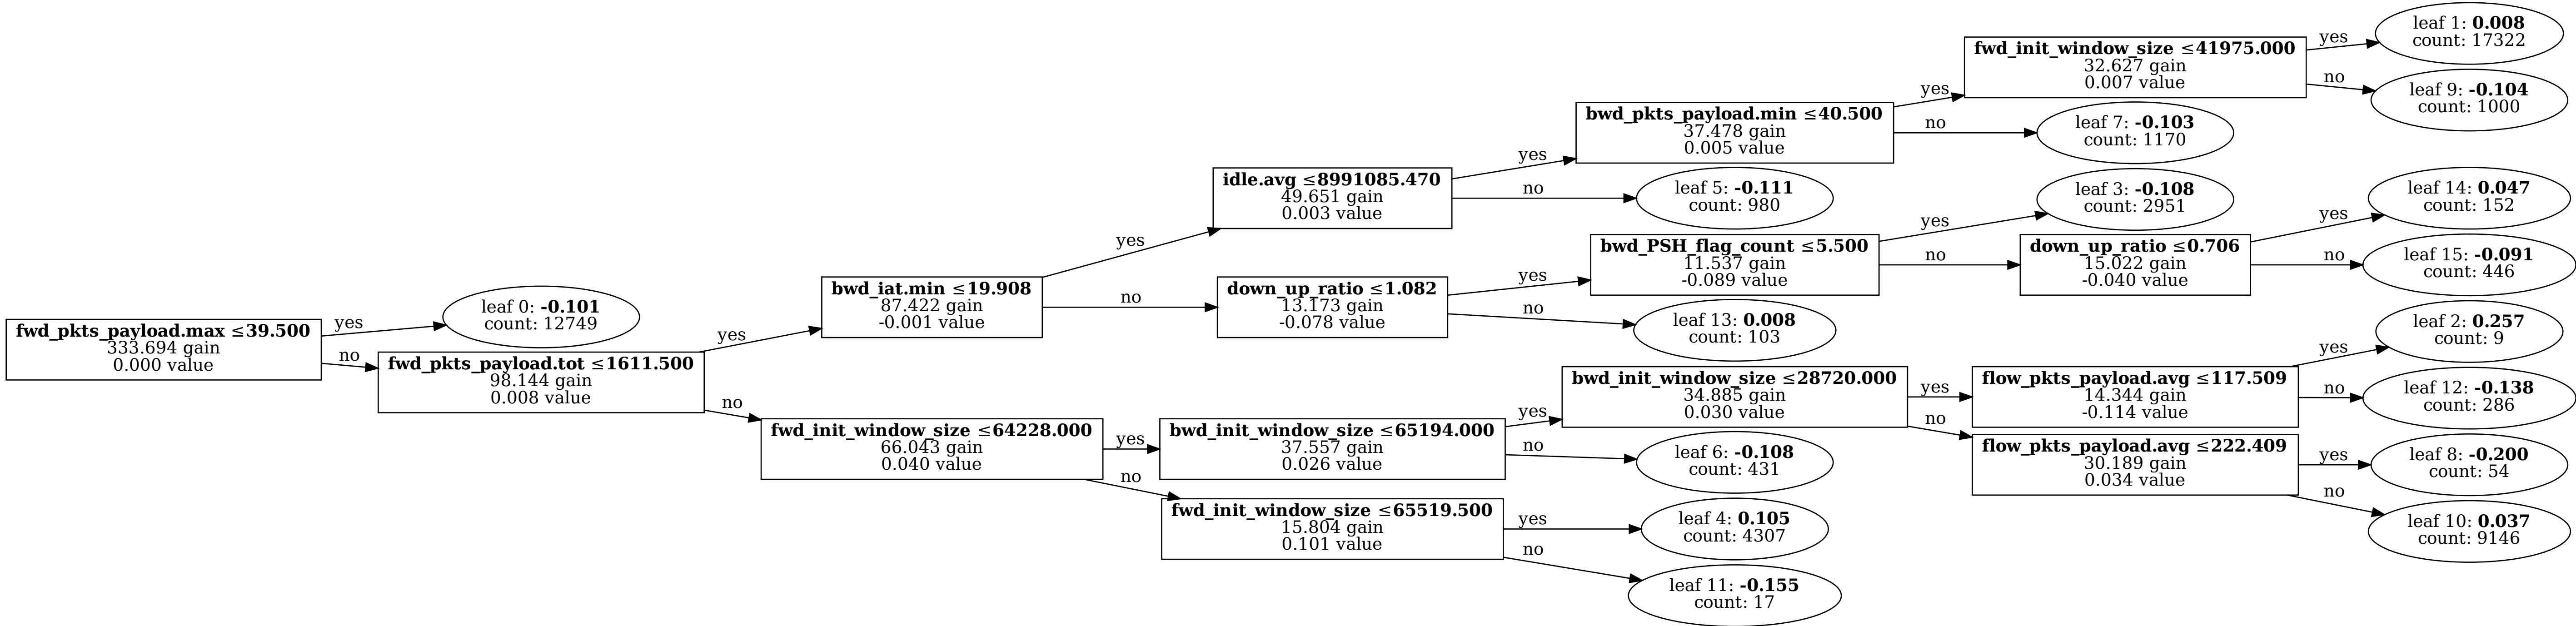 fwd_pkts_payload.max ≤39.500
333.694 gain
0.000 value
yes
no
leaf 0: -0.101
count: 12749
fwd_pkts_payload.tot ≤1611.500
98.144 gain
0.008 value
yes
no
bwd_iat.min ≤19.908
87.422 gain
-0.001 value
yes
no
fwd_init_window_size ≤64228.000
66.043 gain
0.040 value
yes
no
idle.avg ≤8991085.470
49.651 gain
0.003 value
yes
no
down_up_ratio ≤1.082
13.173 gain
-0.078 value
yes
no
bwd_init_window_size ≤65194.000
37.557 gain
0.026 value
yes
no
fwd_init_window_size ≤65519.500
15.804 gain
0.101 value
yes
no
bwd_pkts_payload.min ≤40.500
37.478 gain
0.005 value
yes
no
leaf 5: -0.111
count: 980
bwd_PSH_flag_count ≤5.500
11.537 gain
-0.089 value
yes
no
leaf 13: 0.008
count: 103
bwd_init_window_size ≤28720.000
34.885 gain
0.030 value
yes
no
leaf 6: -0.108
count: 431
leaf 4: 0.105
count: 4307
leaf 11: -0.155
count: 17
fwd_init_window_size ≤41975.000
32.627 gain
0.007 value
yes
no
leaf 7: -0.103
count: 1170
leaf 3: -0.108
count: 2951
down_up_ratio ≤0.706
15.022 gain
-0.040 value
yes
no
flow_pkts_payload.avg ≤117.509
14.344 gain
-0.114 value
yes
no
flow_pkts_payload.avg ≤222.409
30.189 gain
0.034 value
yes
no
leaf 1: 0.008
count: 17322
leaf 9: -0.104
count: 1000
leaf 14: 0.047
count: 152
leaf 15: -0.091
count: 446
leaf 2: 0.257
count: 9
leaf 12: -0.138
count: 286
leaf 8: -0.200
count: 54
leaf 10: 0.037
count: 9146